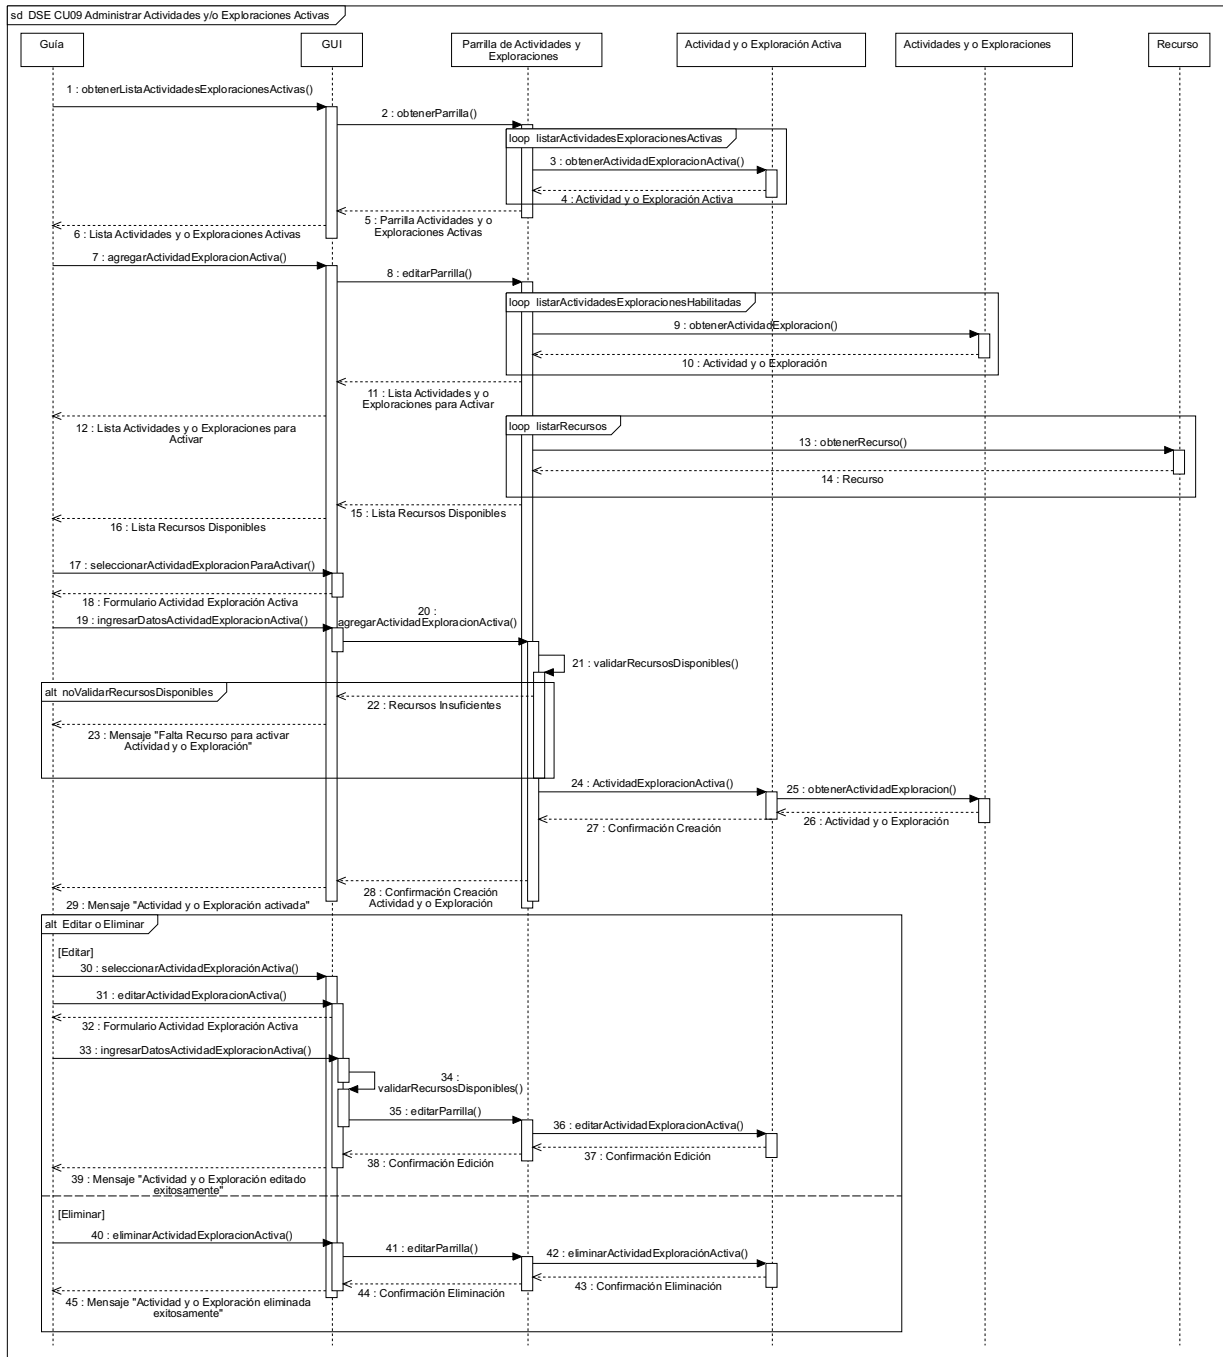 sd DSE CU09 Administrar Actividades y/o Exploraciones Activas
Guía
GUI
Parrilla de Actividades y
Exploraciones
Actividad y o Exploración Activa
Actividades y o Exploraciones
Recurso
1 : obtenerListaActividadesExploracionesActivas()
2 : obtenerParrilla()
loop listarActividadesExploracionesActivas
3 : obtenerActividadExploracionActiva()
4 : Actividad y o Exploración Activa
5 : Parrilla Actividades y o
Exploraciones Activas
6 : Lista Actividades y o Exploraciones Activas
7 : agregarActividadExploracionActiva()
8 : editarParrilla()
loop listarActividadesExploracionesHabilitadas
9 : obtenerActividadExploracion()
10 : Actividad y o Exploración
11 : Lista Actividades y o
Exploraciones para Activar
12 : Lista Actividades y o Exploraciones para
Activar
loop listarRecursos
13 : obtenerRecurso()
14 : Recurso
15 : Lista Recursos Disponibles
16 : Lista Recursos Disponibles
17 : seleccionarActividadExploracionParaActivar()
18 : Formulario Actividad Exploración Activa
19 : ingresarDatosActividadExploracionActiva()
20 :
agregarActividadExploracionActiva()
21 : validarRecursosDisponibles()
alt noValidarRecursosDisponibles
22 : Recursos Insuficientes
23 : Mensaje "Falta Recurso para activar
Actividad y o Exploración"
24 : ActividadExploracionActiva()
25 : obtenerActividadExploracion()
26 : Actividad y o Exploración
27 : Confirmación Creación
28 : Confirmación Creación
Actividad y o Exploración
29 : Mensaje "Actividad y o Exploración activada"
alt Editar o Eliminar
[Editar]
30 : seleccionarActividadExploraciónActiva()
31 : editarActividadExploracionActiva()
32 : Formulario Actividad Exploración Activa
33 : ingresarDatosActividadExploracionActiva()
34 :
validarRecursosDisponibles()
35 : editarParrilla()
36 : editarActividadExploracionActiva()
37 : Confirmación Edición
38 : Confirmación Edición
39 : Mensaje "Actividad y o Exploración editado
exitosamente"
[Eliminar]
40 : eliminarActividadExploracionActiva()
41 : editarParrilla()
42 : eliminarActividadExploraciónActiva()
43 : Confirmación Eliminación
44 : Confirmación Eliminación
45 : Mensaje "Actividad y o Exploración eliminada
exitosamente"